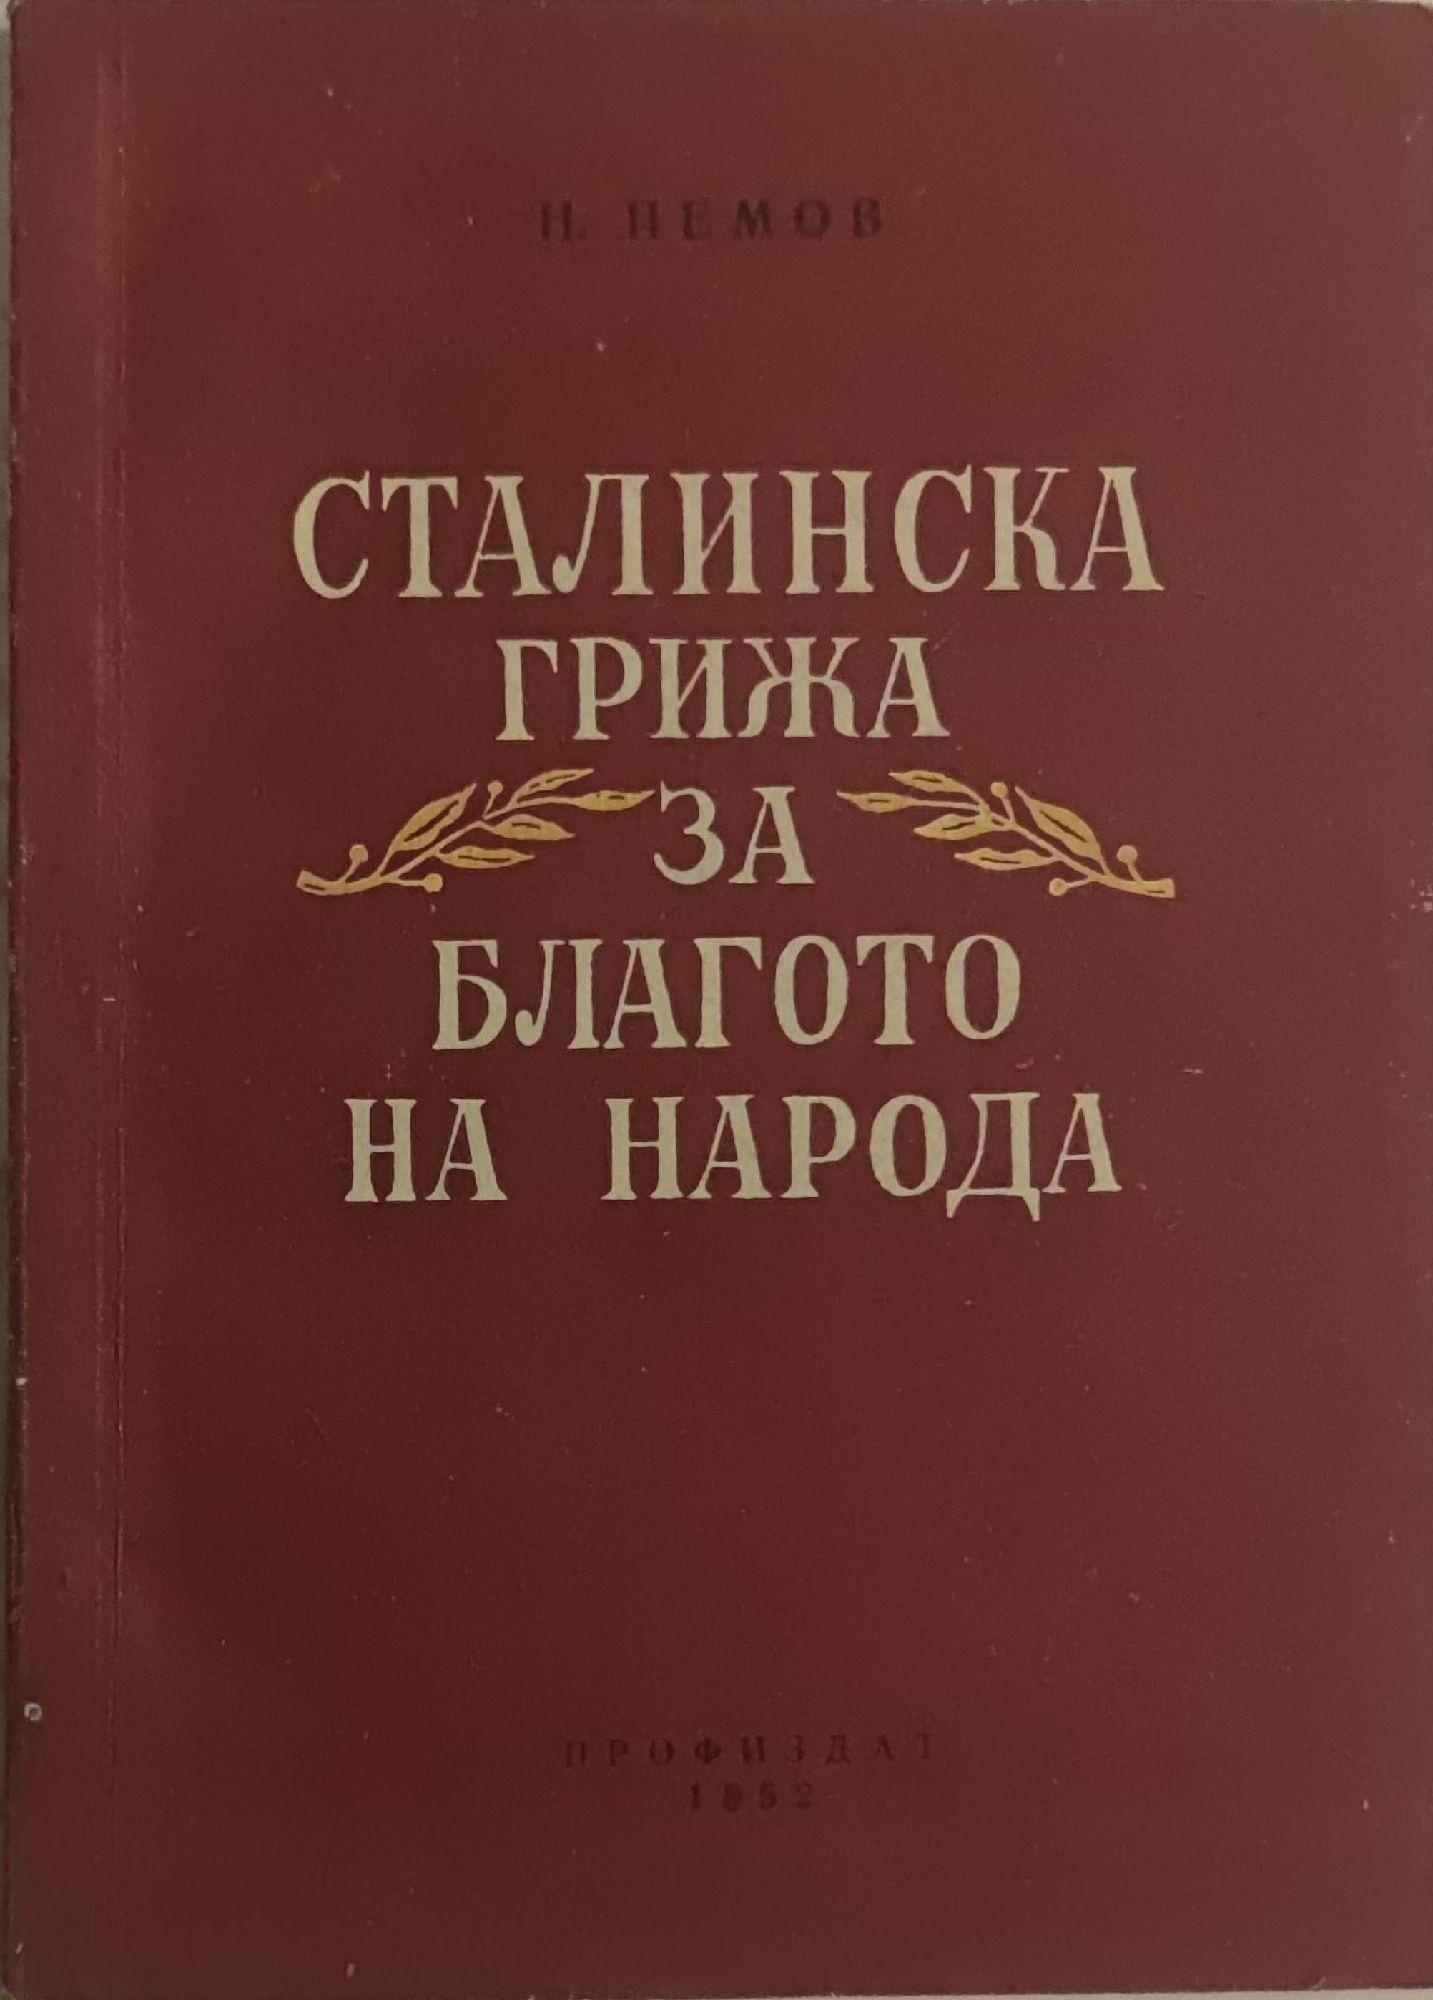 Н. НЕМОВ
СТАЛИНСКА
ГРИЖА
ЗА
БЛАГОТО
НА НАРОДА
ПРОФИЗДАТ
1952